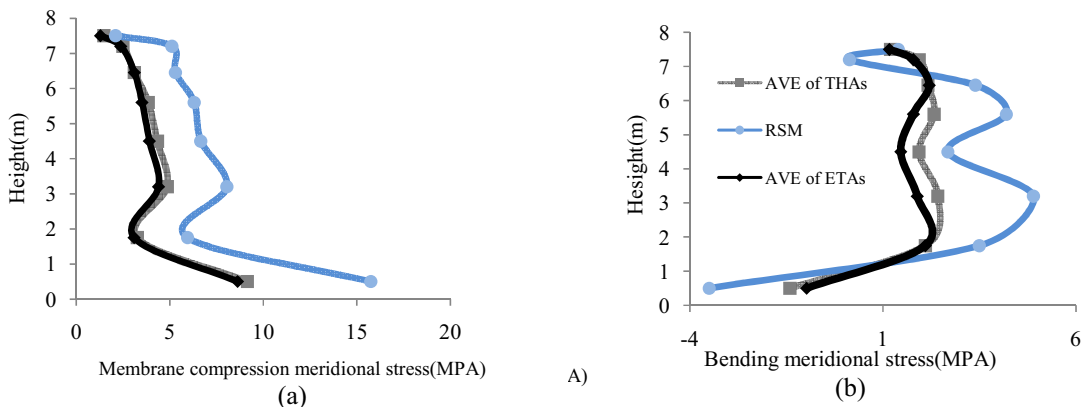 8
7
6
5
4
3
2
1
0
Height(m)
0 5 10 15 20
Membrane compression meridional stress(MPA)
(a)
A)
8
7
6
5
4
3
2
1
0
Hesight(m)
AVE of THAs
RSM
AVE of ETAs
-4 1 6
Bending meridional stress(MPA)
(b)